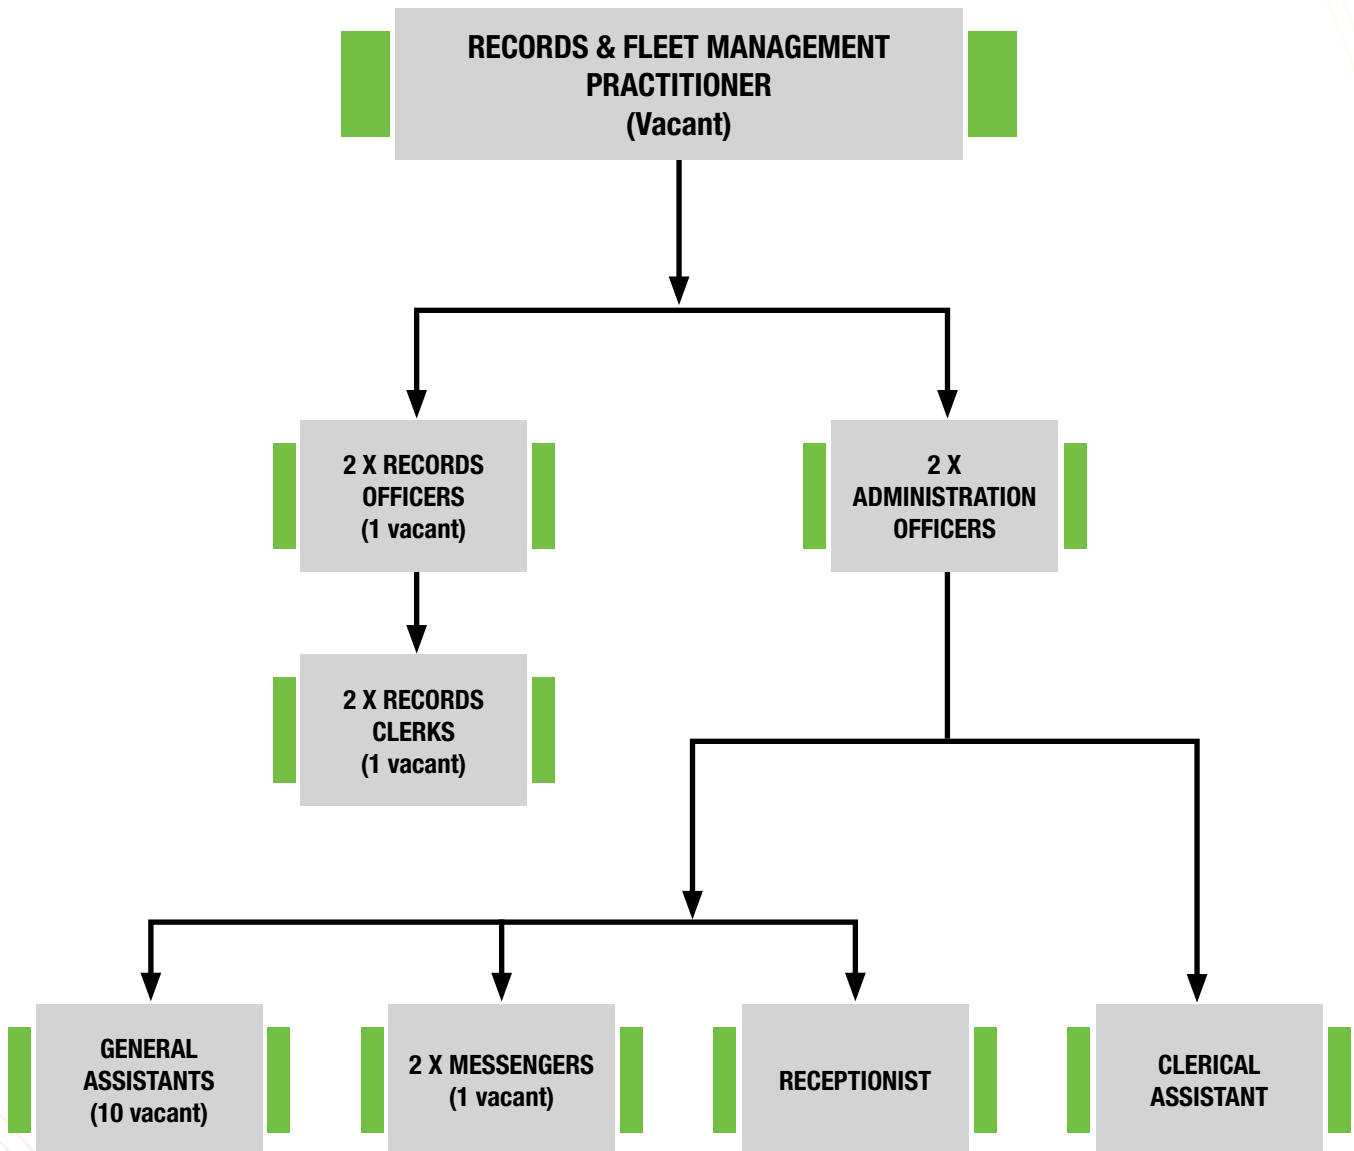 RECORDS & FLEET MANAGEMENT
PRACTITIONER
(Vacant)
2 X RECORDS
OFFICERS
(1 vacant)
2 X
ADMINISTRATION
OFFICERS
2 X RECORDS
CLERKS
(1 vacant)
GENERAL
ASSISTANTS
(10 vacant)
2 X MESSENGERS
(1 vacant)
RECEPTIONIST
CLERICAL
ASSISTANT